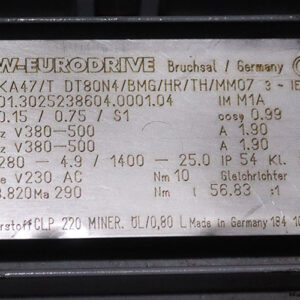 W-EURODRIVE Bruchsal / Germany
KA47/T DT80N4/BMG/HR/TH/MM07 3 ~ IE
01.3025238604.0001.04 IM M1A
0.15 / 0.75 / S1 cosφ 0.99
z V380-500 A 1.90
z V380-500 A 1.90
280 - 4.9 / 1400 - 25.0 IP 54 Kl.
e V230 AC Nm 10 Gleichrichter
.820Ma 290 i 56.83 :1
rstoff CLP 220 MINER. ÖL/0,80 L Made in Germany 184 10